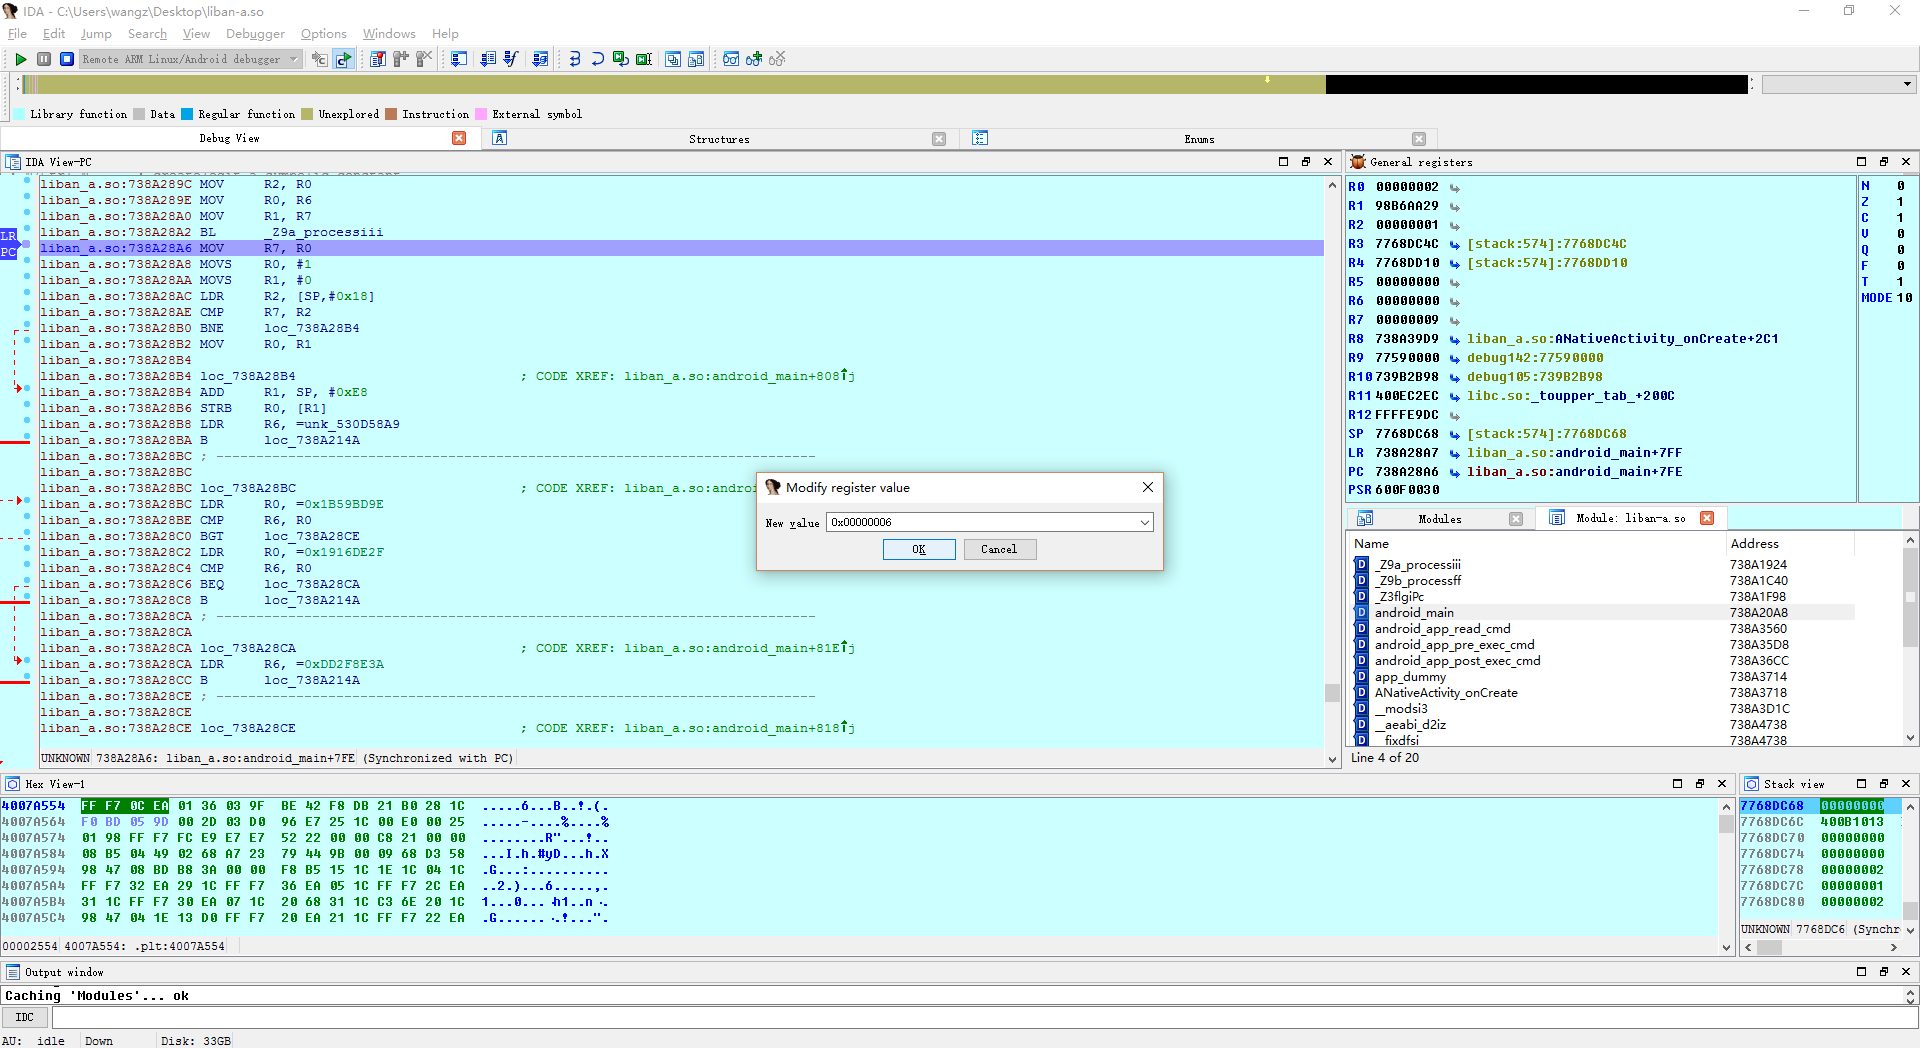 IDA - C:\Users\wangz\Desktop\liban-a.so
File Edit Jump Search View Debugger Options Windows Help
Remote ARM Linux/Android debugger
Library function Data Regular function Unexplored Instruction External symbol
Debug View Structures Enums
IDA View-PC
liban_a.so:738A289C MOV R2, R0
liban_a.so:738A289E MOV R0, R6
liban_a.so:738A28A0 MOV R1, R7
liban_a.so:738A28A2 BL _Z9a_processiii
LR
PC
liban_a.so:738A28A6 MOV R7, R0
liban_a.so:738A28A8 MOVS R0, #1
liban_a.so:738A28AA MOVS R1, #0
liban_a.so:738A28AC LDR R2, [SP,#0x18]
liban_a.so:738A28AE CMP R7, R2
liban_a.so:738A28B0 BNE loc_738A28B4
liban_a.so:738A28B2 MOV R0, R1
liban_a.so:738A28B4
liban_a.so:738A28B4 loc_738A28B4 ; CODE XREF: liban_a.so:android_main+808↑j
liban_a.so:738A28B4 ADD R1, SP, #0xE8
liban_a.so:738A28B6 STRB R0, [R1]
liban_a.so:738A28B8 LDR R6, =unk_530D58A9
liban_a.so:738A28BA B loc_738A214A
liban_a.so:738A28BC ; ---------------------------------------------------------------------------
liban_a.so:738A28BC
liban_a.so:738A28BC loc_738A28BC ; CODE XREF: liban_a.so:androi
liban_a.so:738A28BC LDR R0, =0x1B59BD9E
liban_a.so:738A28BE CMP R6, R0
liban_a.so:738A28C0 BGT loc_738A28CE
liban_a.so:738A28C2 LDR R0, =0x1916DE2F
liban_a.so:738A28C4 CMP R6, R0
liban_a.so:738A28C6 BEQ loc_738A28CA
liban_a.so:738A28C8 B loc_738A214A
liban_a.so:738A28CA ; ---------------------------------------------------------------------------
liban_a.so:738A28CA
liban_a.so:738A28CA loc_738A28CA ; CODE XREF: liban_a.so:android_main+81E↑j
liban_a.so:738A28CA LDR R6, =0xDD2F8E3A
liban_a.so:738A28CC B loc_738A214A
liban_a.so:738A28CE ; ---------------------------------------------------------------------------
liban_a.so:738A28CE
liban_a.so:738A28CE loc_738A28CE ; CODE XREF: liban_a.so:android_main+818↑j
UNKNOWN 738A28A6: liban_a.so:android_main+7FE (Synchronized with PC)
Modify register value
New value 0x00000006
OK Cancel
General registers
R0 00000002
R1 98B6AA29
R2 00000001
R3 7768DC4C [stack:574]:7768DC4C
R4 7768DD10 [stack:574]:7768DD10
R5 00000000
R6 00000000
R7 00000009
R8 738A39D9 liban_a.so:ANativeActivity_onCreate+2C1
R9 77590000 debug142:77590000
R10 739B2B98 debug105:739B2B98
R11 400EC2EC libc.so:_toupper_tab_+200C
R12 FFFFE9DC
SP 7768DC68 [stack:574]:7768DC68
LR 738A28A7 liban_a.so:android_main+7FF
PC 738A28A6 liban_a.so:android_main+7FE
PSR 600F0030
N 0
Z 1
C 1
V 0
Q 0
F 0
T 1
MODE 10
Modules Module: liban-a.so
Name Address
_Z9a_processiii 738A1924
_Z9b_processff 738A1C40
_Z3flgiPc 738A1F98
android_main 738A20A8
android_app_read_cmd 738A3560
android_app_pre_exec_cmd 738A35D8
android_app_post_exec_cmd 738A36CC
app_dummy 738A3714
ANativeActivity_onCreate 738A3718
__modsi3 738A3D1C
__aeabi_d2iz 738A4738
__fixdfsi 738A4738
Line 4 of 20
Hex View-1
4007A554 FF F7 0C EA 01 36 03 9F BE 42 F8 DB 21 B0 28 1C .....6...B..!.(.
4007A564 F0 BD 05 9D 00 2D 03 D0 96 E7 25 1C 00 E0 00 25 .....-....%....%
4007A574 01 98 FF F7 FC E9 E7 E7 52 22 00 00 C8 21 00 00 ........R"...!..
4007A584 08 B5 04 49 02 68 A7 23 79 44 9B 00 09 68 D3 58 ...I.h.#yD...h.X
4007A594 98 47 08 BD B8 3A 00 00 F8 B5 15 1C 1E 1C 04 1C .G...:..........
4007A5A4 FF F7 32 EA 29 1C FF F7 36 EA 05 1C FF F7 2C EA ..2.)...6.....,.
4007A5B4 31 1C FF F7 30 EA 07 1C 20 68 31 1C C3 6E 20 1C 1...0... h1..n .
4007A5C4 98 47 04 1E 13 D0 FF F7 20 EA 21 1C FF F7 22 EA .G...... .!...".
00002554 4007A554: .plt:4007A554
Stack view
7768DC68 00000000
7768DC6C 400B1013
7768DC70 00000000
7768DC74 00000000
7768DC78 00000002
7768DC7C 00000001
7768DC80 00000002
UNKNOWN 7768DC6 (Synchr
Output window
Caching 'Modules'... ok
IDC
AU: idle Down Disk: 33GB